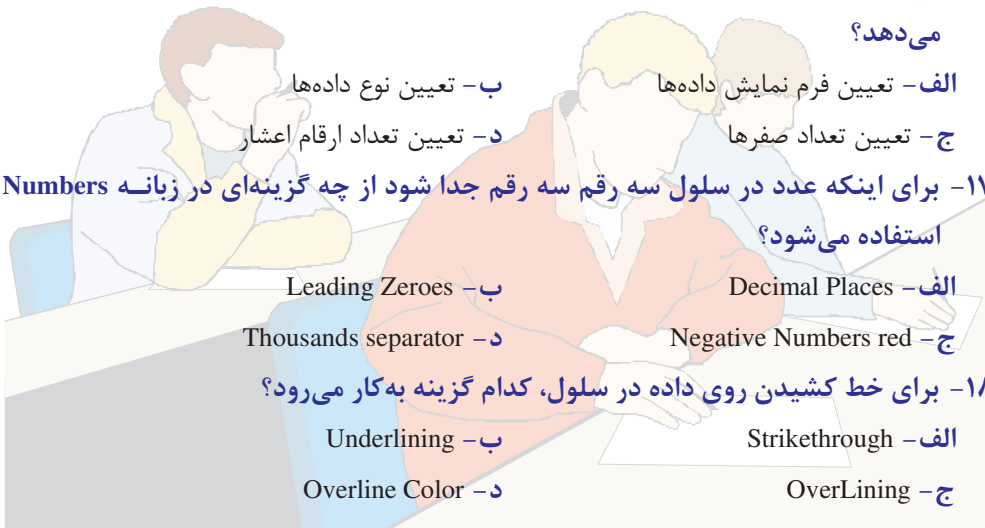 می‌دهد؟
الف- تعیین فرم نمایش داده‌ها ب- تعیین نوع داده‌ها
ج- تعیین تعداد صفرها د- تعیین تعداد ارقام اعشار
۱۷- برای اینکه عدد در سلول سه رقم سه رقم جدا شود از چه گزینه‌ای در زبانه Numbers
استفاده می‌شود؟
الف- Decimal Places ب- Leading Zeroes
ج- Negative Numbers red د- Thousands separator
۱۸- برای خط کشیدن روی داده در سلول، کدام گزینه به‌کار می‌رود؟
الف- Strikethrough ب- Underlining
ج- OverLining د- Overline Color